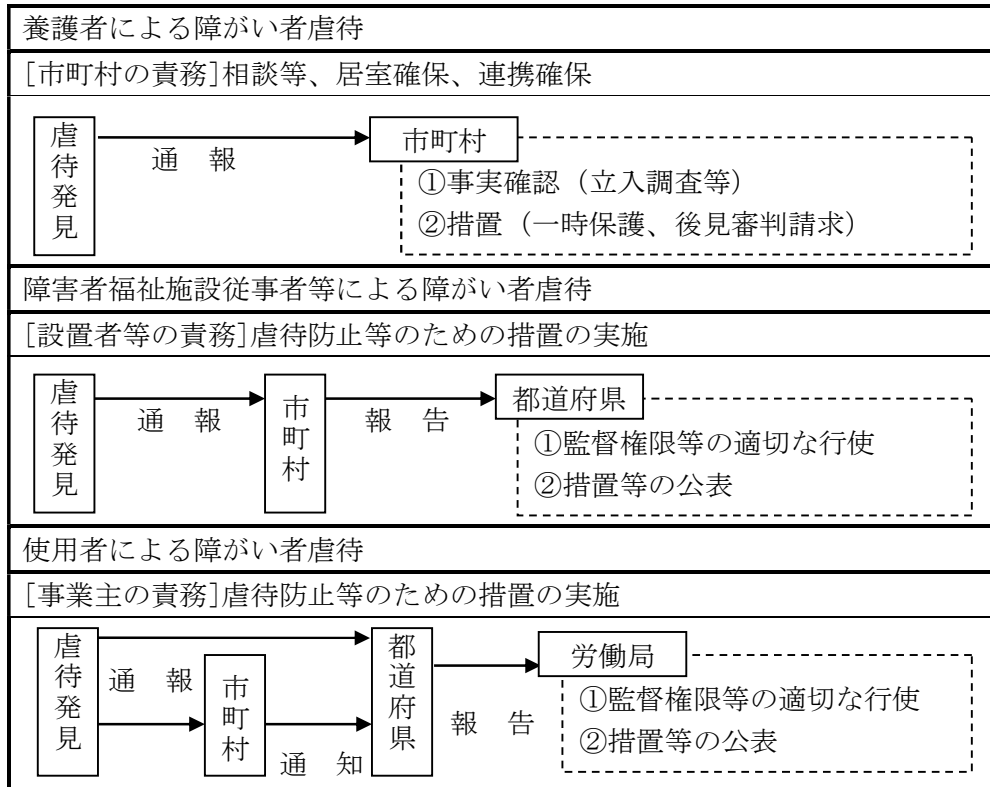 養護者による障がい者虐待
[市町村の責務]相談等、居室確保、連携確保
虐待発見
通 報
市町村
①事実確認（立入調査等）
②措置（一時保護、後見審判請求）
障害者福祉施設従事者等による障がい者虐待
[設置者等の責務]虐待防止等のための措置の実施
虐待発見
通 報
市町村
報 告
都道府県
①監督権限等の適切な行使
②措置等の公表
使用者による障がい者虐待
[事業主の責務]虐待防止等のための措置の実施
虐待発見
通 報
市町村
通 知
都道府県
報 告
労働局
①監督権限等の適切な行使
②措置等の公表